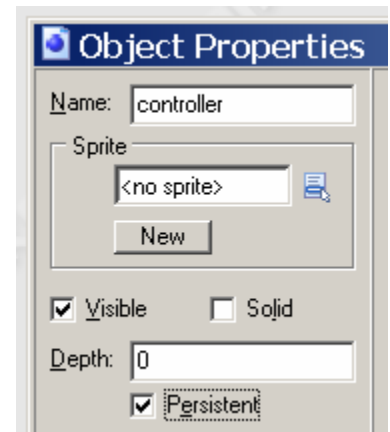 Object Properties
Name: controller
Sprite
<no sprite>
New
Visible Solid
Depth: 0
Persistent